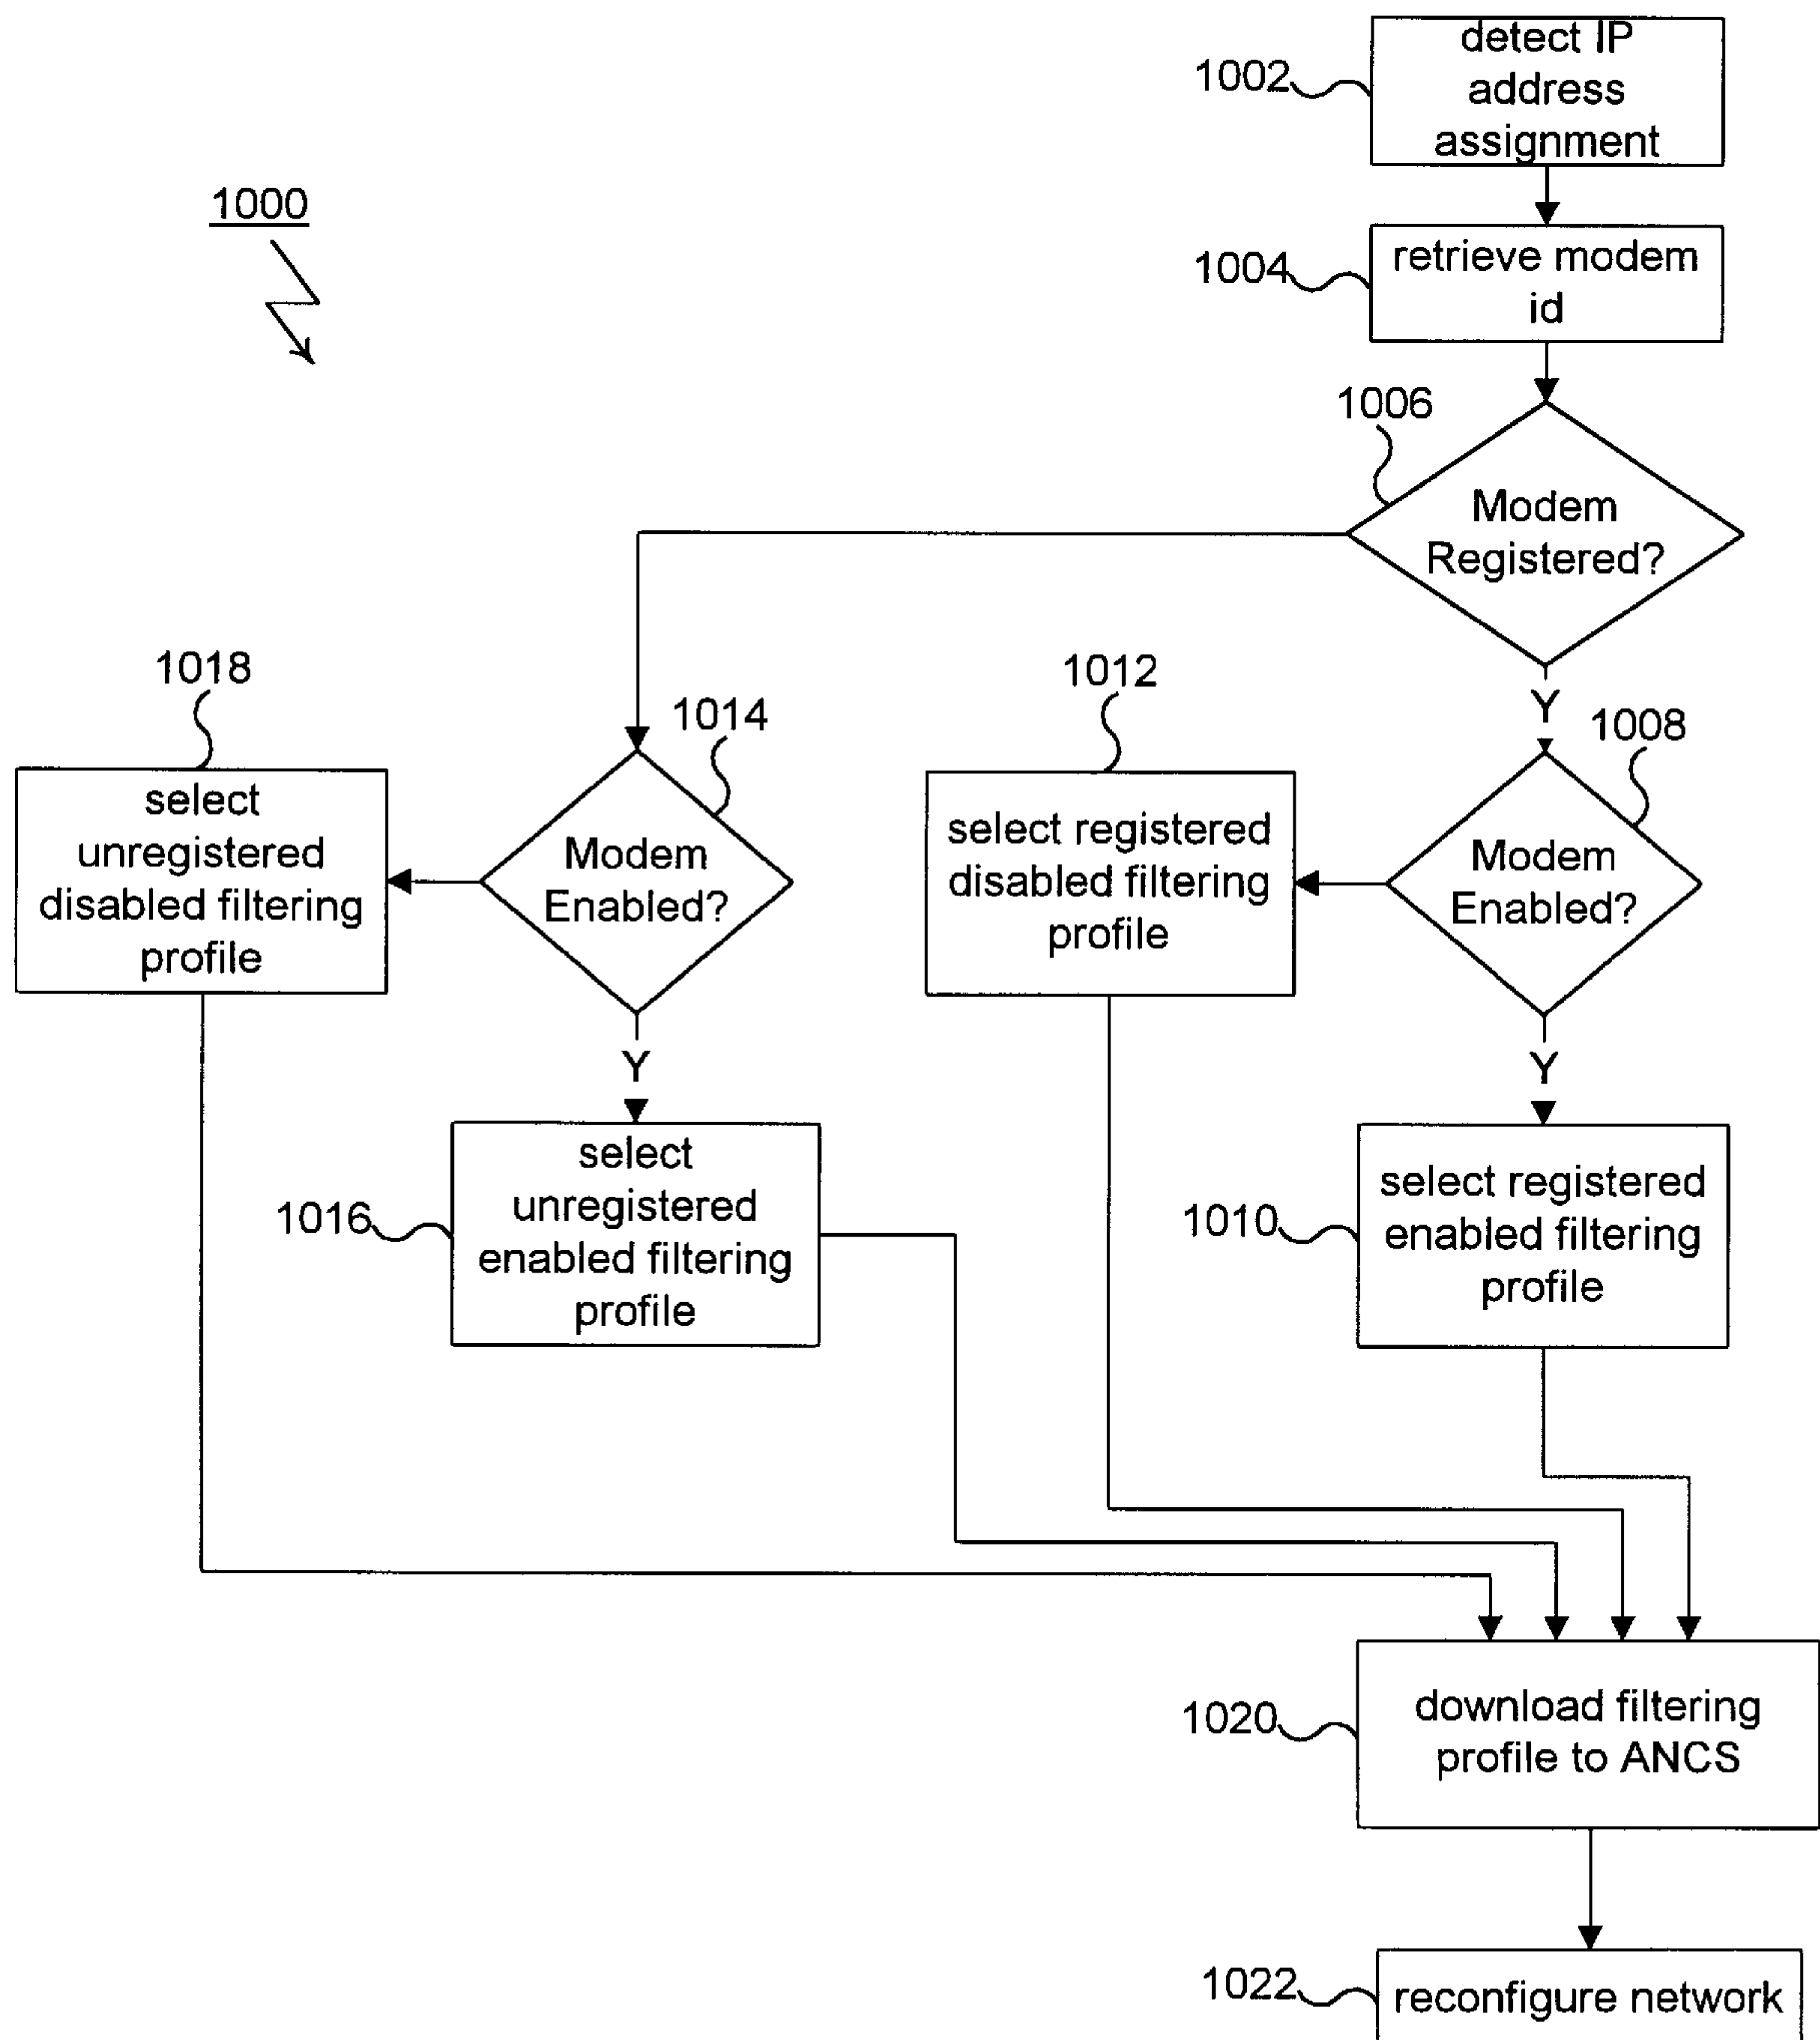 detect IP
address
assignment
1002
1000
retrieve modem
id
1004
1006
Modem
Registered?
Y
1018
1012
1014
1008
select
unregistered
disabled filtering
profile
Modem
Enabled?
select registered
disabled filtering
profile
Modem
Enabled?
Y
Y
1016
select
unregistered
enabled filtering
profile
1010
select registered
enabled filtering
profile
1020
download filtering
profile to ANCS
1022
reconfigure network